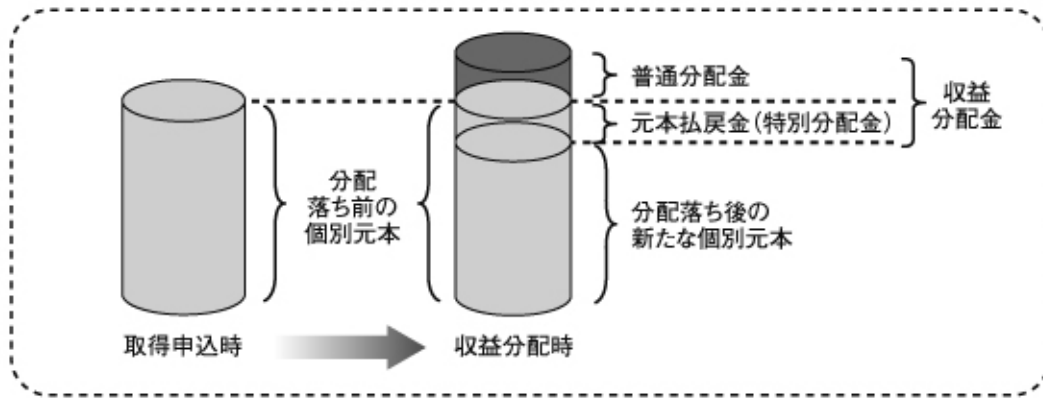 普通分配金
元本払戻金(特別分配金)
収益
分配金
分配
落ち前の
個別元本
分配落ち後の
新たな個別元本
取得申込時
収益分配時